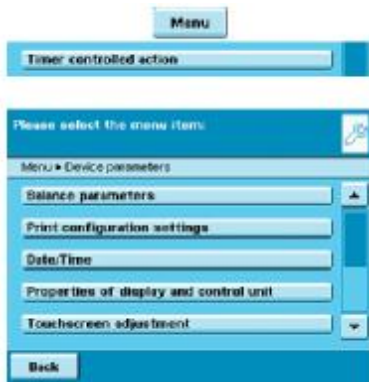 Menu
Timer controlled action
Please select the menu item:
Menu ▸ Device parameters
Balance parameters
Print configuration settings
Date/Time
Properties of display and control unit
Touchscreen adjustment
Back